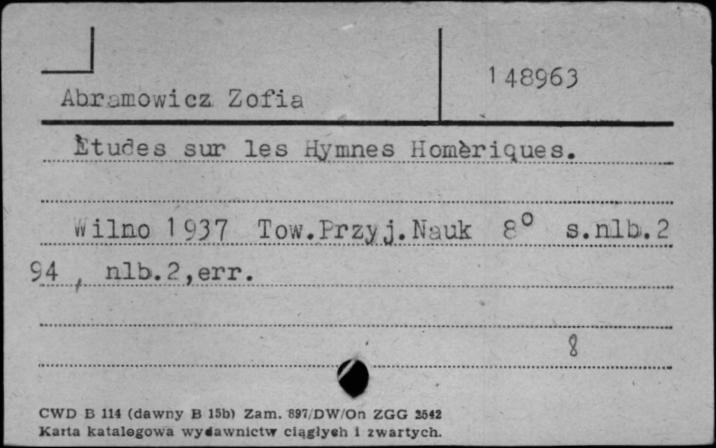 148963
Abramowicz Zofia
Ètudes sur les Hymnes Homèriques.
Wilno 1937 Tow.Przyj.Nauk 8° s.nlb.2
94 , nlb.2,err.
8
CWD B 114 (dawny B 15b) Zam. 897/DW/On ZGG 2542
Karta katalogowa wydawnictw ciągłych i zwartych.